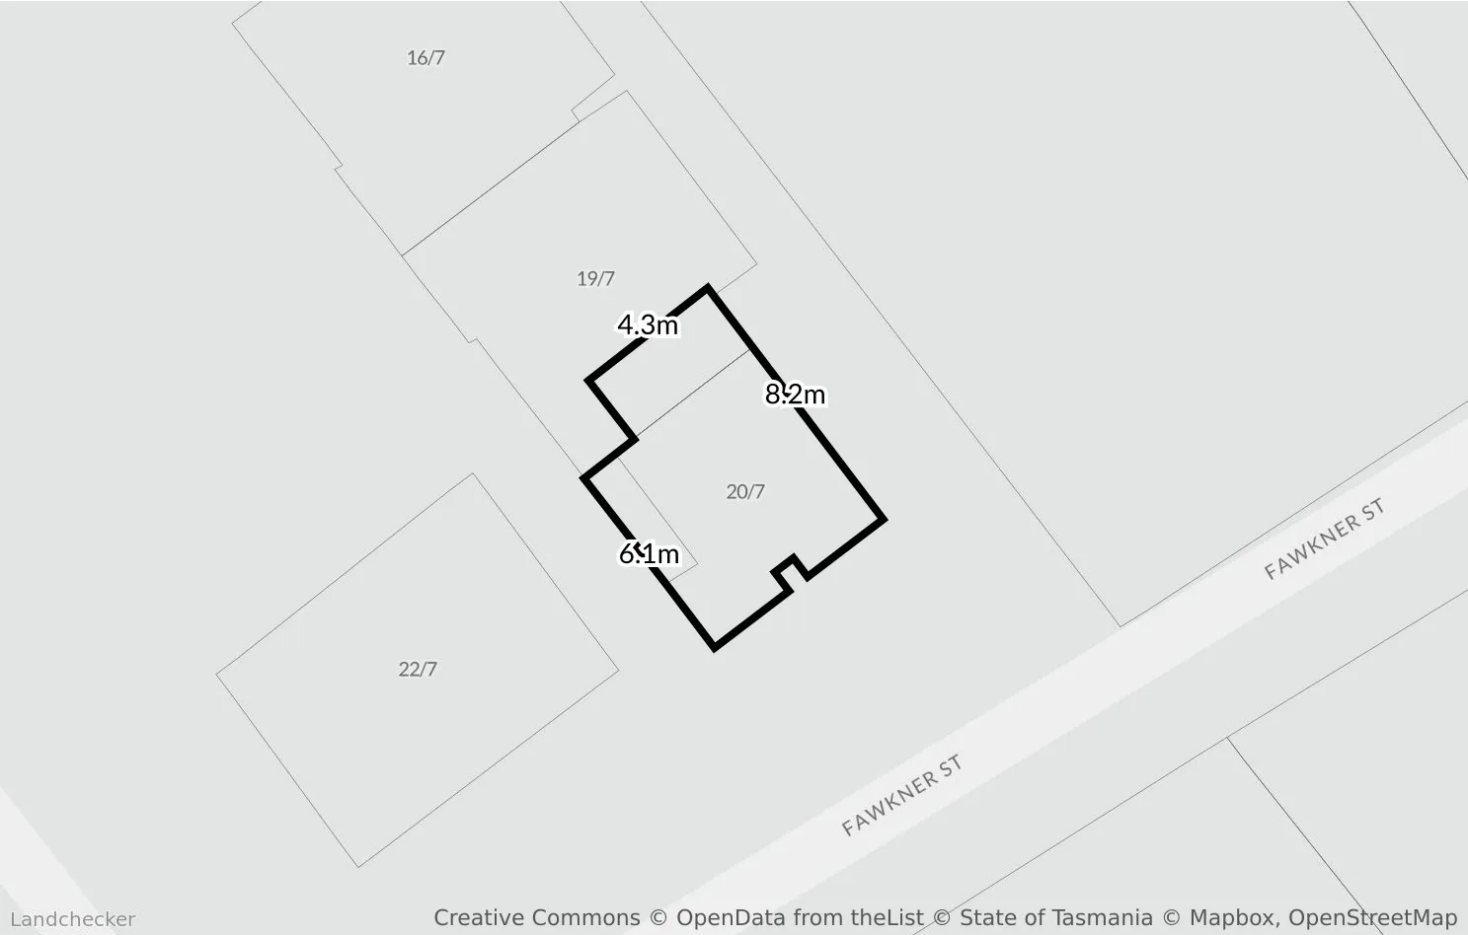 16/7
19/7
4.3m
8.2m
20/7
6.1m
FAWKNER ST
22/7
FAWKNER ST
Landchecker
Creative Commons © OpenData from theList © State of Tasmania © Mapbox, OpenStreetMap